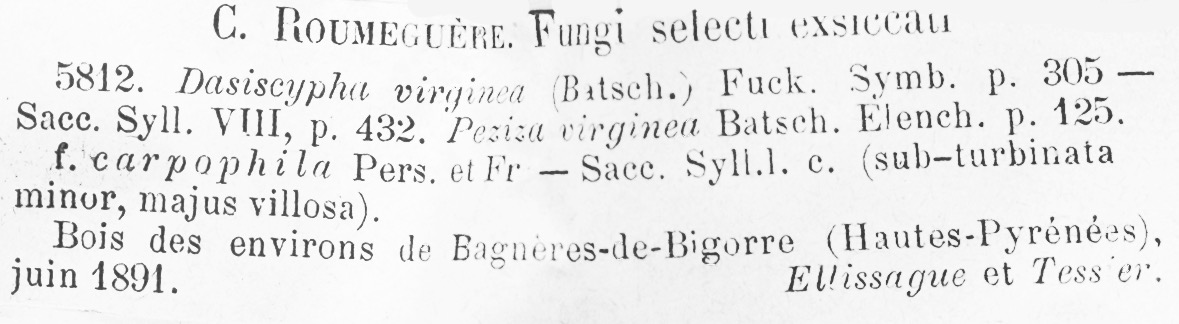 C. ROUMEGUÈRE. Fungi selecti exsiccati
5812. Dasiscypha virginea (Batsch.) Fuck. Symb. p. 305 —
Sacc. Syll. VIII, p. 432. Peziza virginea Batsch. Elench. p. 125.
f. carpophila Pers. et Fr — Sacc. Syll. l. c. (sub-turbinata
minor, majus villosa).
Bois des environs de Bagnères-de-Bigorre (Hautes-Pyrénées),
juin 1891. Ellissague et Tessier.